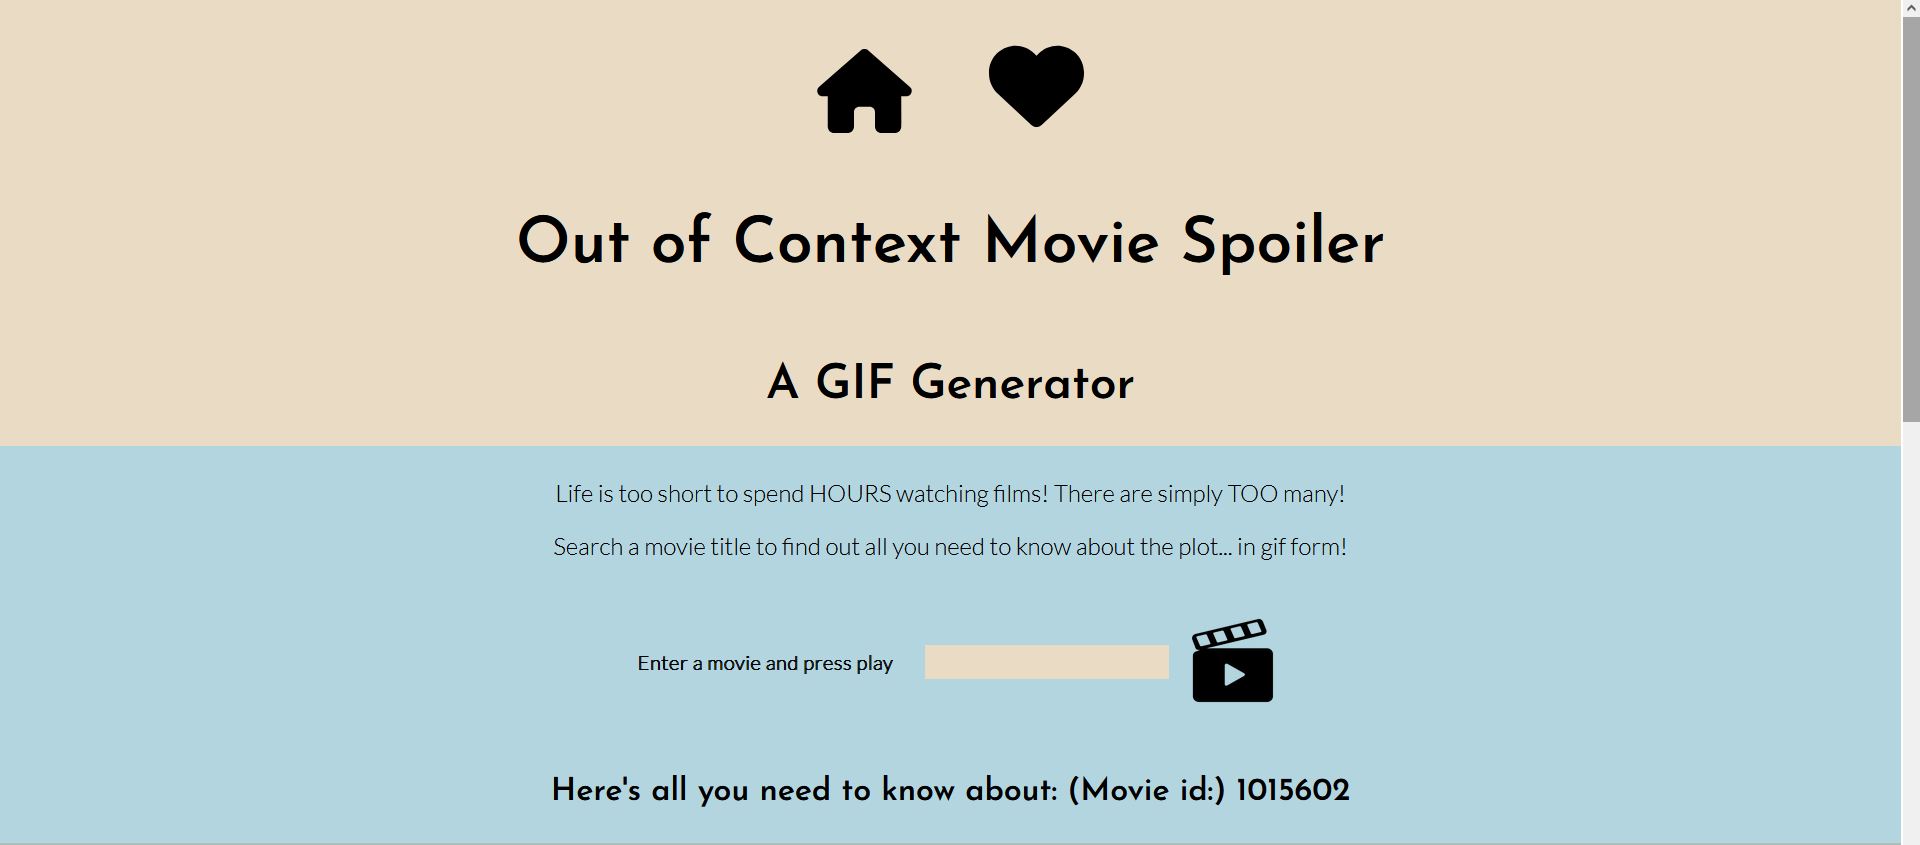 Out of Context Movie Spoiler
A GIF Generator
Life is too short to spend HOURS watching films! There are simply TOO many!
Search a movie title to find out all you need to know about the plot... in gif form!
Enter a movie and press play
Here's all you need to know about: (Movie id:) 1015602